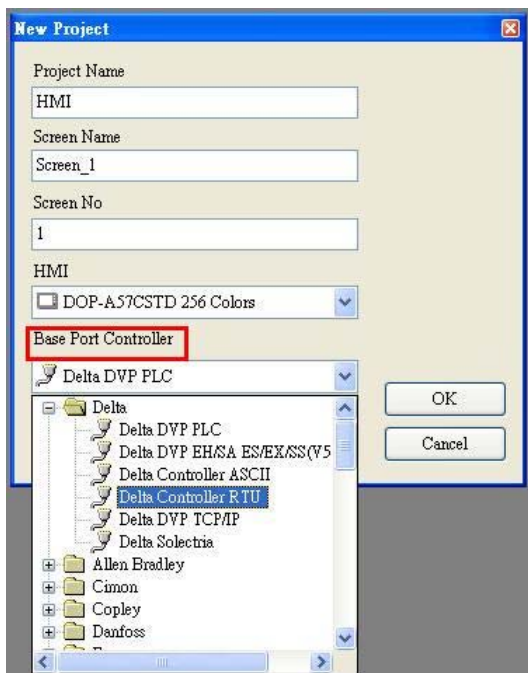 New Project
Project Name
HMI
Screen Name
Screen_1
Screen No
1
HMI
DOP-A57CSTD 256 Colors
Base Port Controller
Delta DVP PLC
OK
Cancel
Delta
Delta DVP PLC
Delta DVP EH/SA ES/EX/SS(V5
Delta Controller ASCII
Delta Controller RTU
Delta DVP TCP/IP
Delta Solectria
Allen Bradley
Cimon
Copley
Danfoss